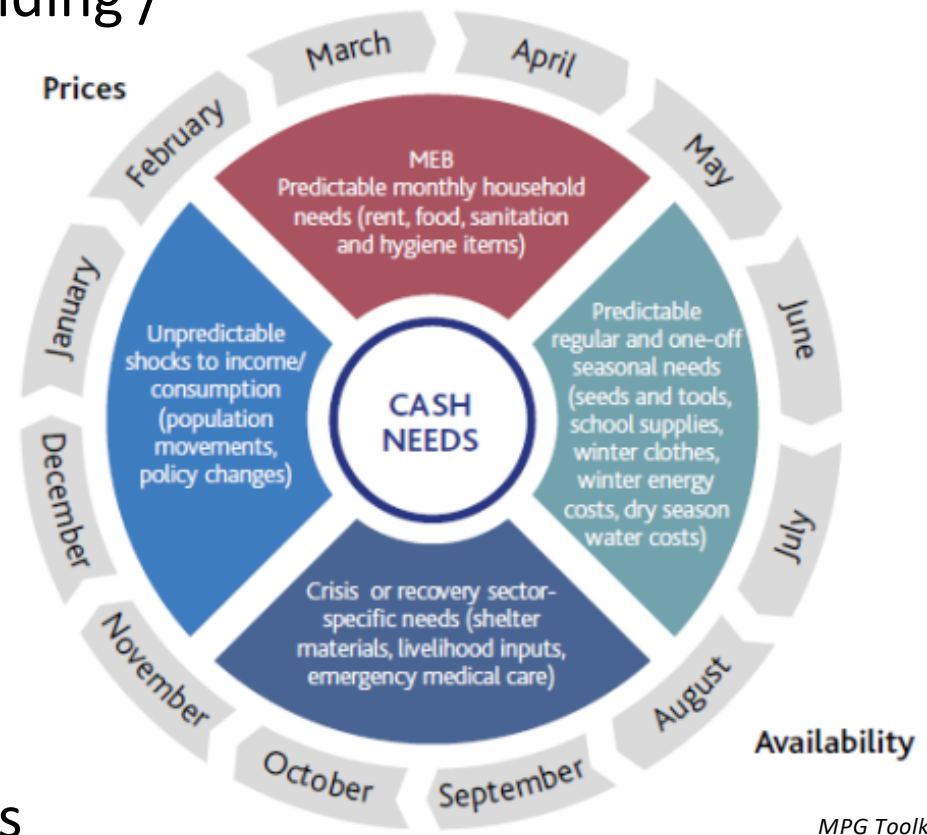 Prices
March
April
May
June
July
August
September
October
November
December
January
February
MEB
Predictable monthly household
needs (rent, food, sanitation
and hygiene items)
Predictable
regular and one-off
seasonal needs
(seeds and tools,
school supplies,
winter clothes,
winter energy
costs, dry season
water costs)
Crisis or recovery sector-
specific needs (shelter
materials, livelihood inputs,
emergency medical care)
Unpredictable
shocks to income/
consumption
(population
movements,
policy changes)
CASH
NEEDS
Availability
MPG